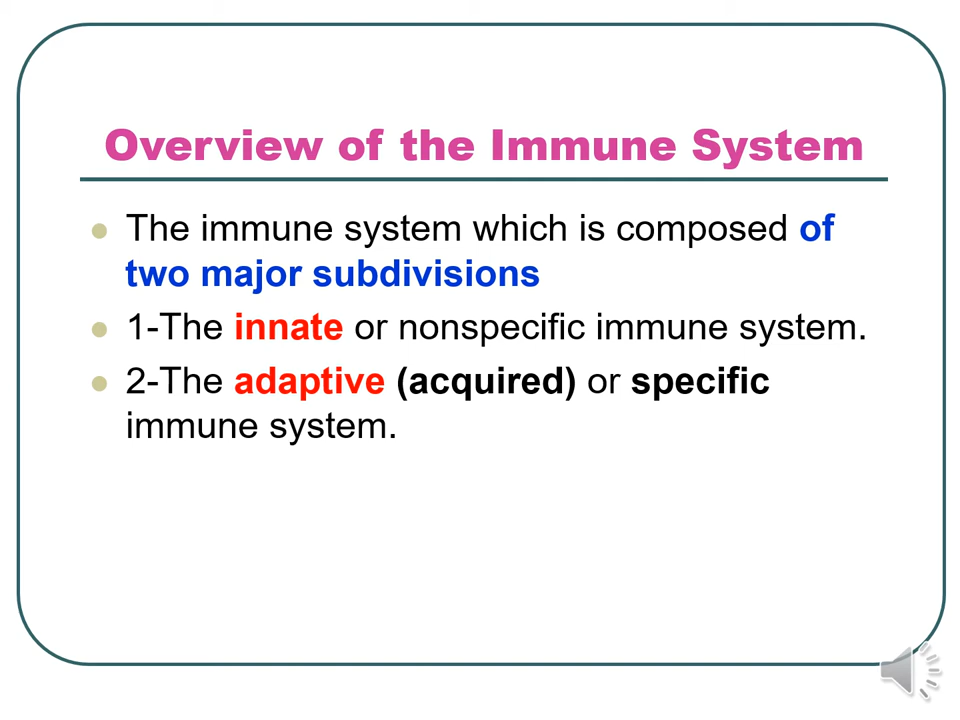 Overview of the Immune System
The immune system which is composed of
two major subdivisions
1-The innate or nonspecific immune system.
2-The adaptive (acquired) or specific
immune system.